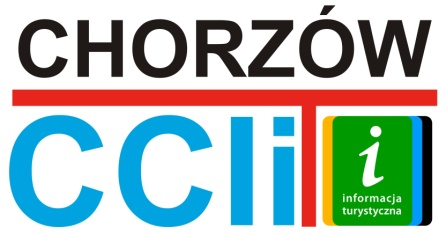 CHORZÓW
CCIiT
i
informacja
turystyczna